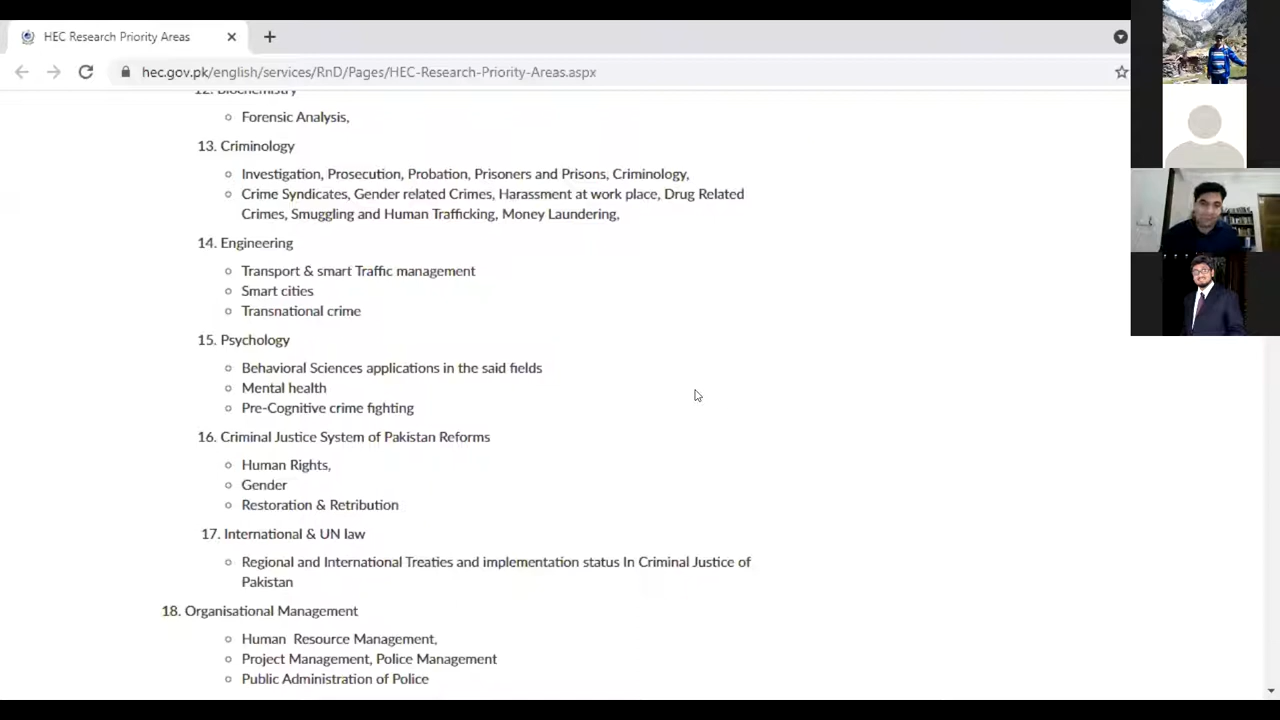 HEC Research Priority Areas
hec.gov.pk/english/services/RnD/Pages/HEC-Research-Priority-Areas.aspx
12. Biochemistry
Forensic Analysis,
13. Criminology
Investigation, Prosecution, Probation, Prisoners and Prisons, Criminology,
Crime Syndicates, Gender related Crimes, Harassment at work place, Drug Related
Crimes, Smuggling and Human Trafficking, Money Laundering,
14. Engineering
Transport & smart Traffic management
Smart cities
Transnational crime
15. Psychology
Behavioral Sciences applications in the said fields
Mental health
Pre-Cognitive crime fighting
16. Criminal Justice System of Pakistan Reforms
Human Rights,
Gender
Restoration & Retribution
17. International & UN law
Regional and International Treaties and implementation status In Criminal Justice of
Pakistan
18. Organisational Management
Human  Resource Management,
Project Management, Police Management
Public Administration of Police